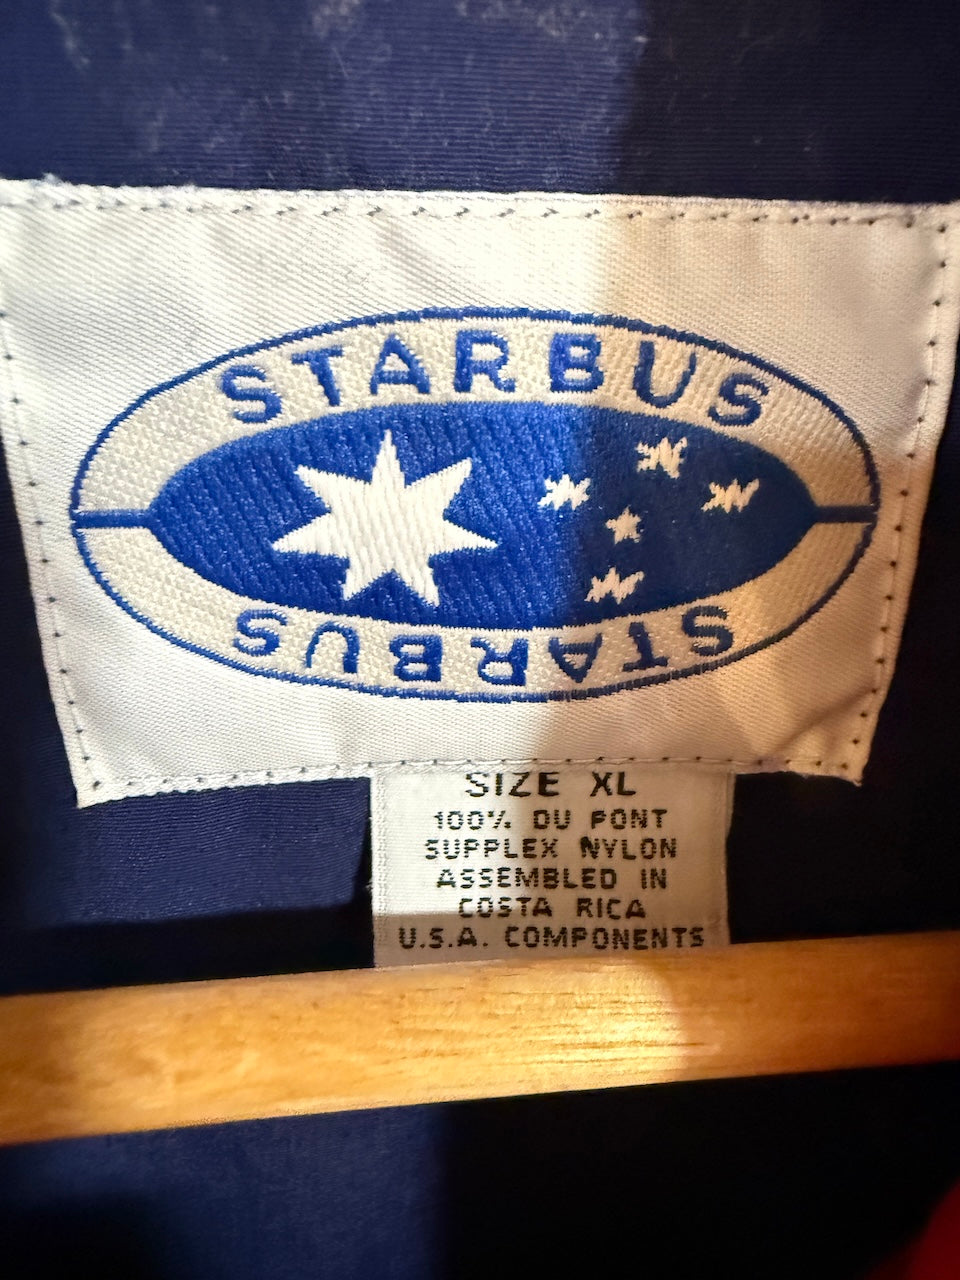 STARBUS
STARBUS
SIZE XL
100% DU PONT
SUPPLEX NYLON
ASSEMBLED IN
COSTA RICA
U.S.A. COMPONENTS